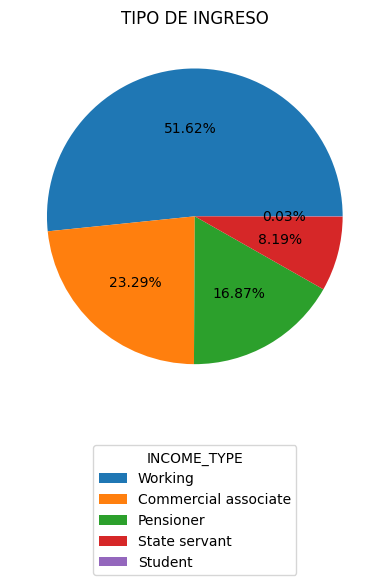 TIPO DE INGRESO
51.62%
0.03%
8.19%
23.29%
16.87%
INCOME_TYPE
Working
Commercial associate
Pensioner
State servant
Student